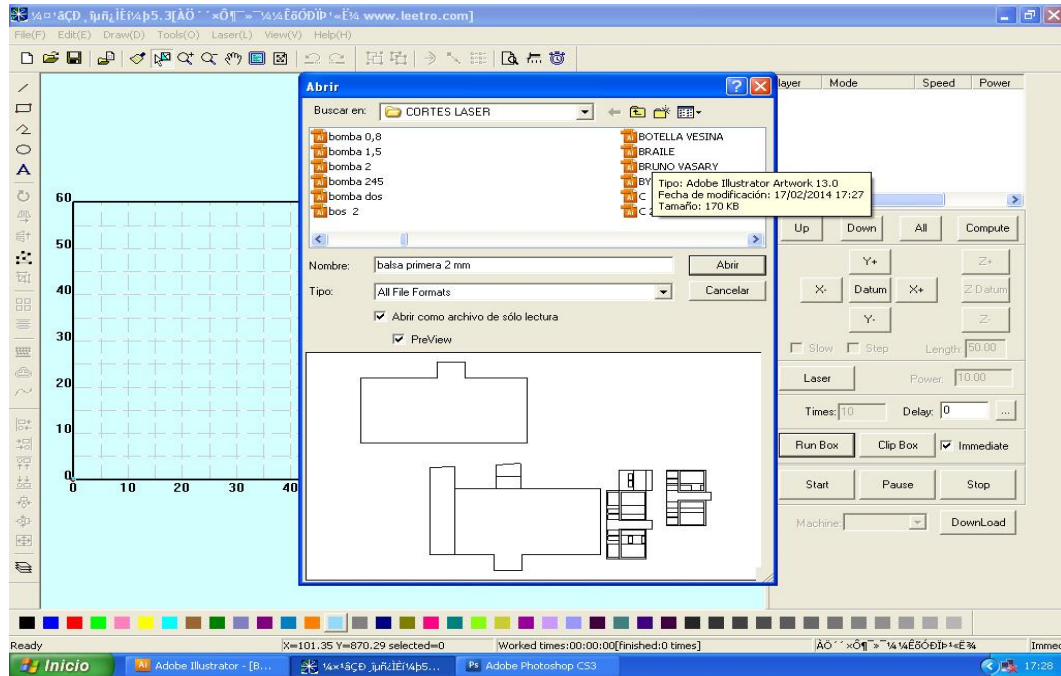 www.leetro.com]
File(F) Edit(E) Draw(D) Tools(O) Laser(L) View(V) Help(H)
Abrir
Buscar en: CORTES LASER
bomba 0,8
bomba 1,5
bomba 2
bomba 245
bomba dos
bos 2
BOTELLA VESINA
BRAILE
BRUNO VASARY
BY
C
C 2
Tipo: Adobe Illustrator Artwork 13.0
Fecha de modificación: 17/02/2014 17:27
Tamaño: 170 KB
Nombre: balsa primera 2 mm Abrir
Tipo: All File Formats Cancelar
Abrir como archivo de sólo lectura
PreView
60
50
40
30
20
10
0
0 10 20 30 40
layer Mode Speed Power
Up Down All Compute
Y+ Z+
X- Datum X+ Z Datum
Y- Z-
Slow Step Length: 50.00
Laser Power: 10.00
Times: 10 Delay: 0 ...
Run Box Clip Box Immediate
Start Pause Stop
Machine: DownLoad
Ready X=101.35 Y=870.29 selected=0 Worked times:00:00:00[finished:0 times] Immed
Inicio Adobe Illustrator - [B... Adobe Photoshop CS3 17:28